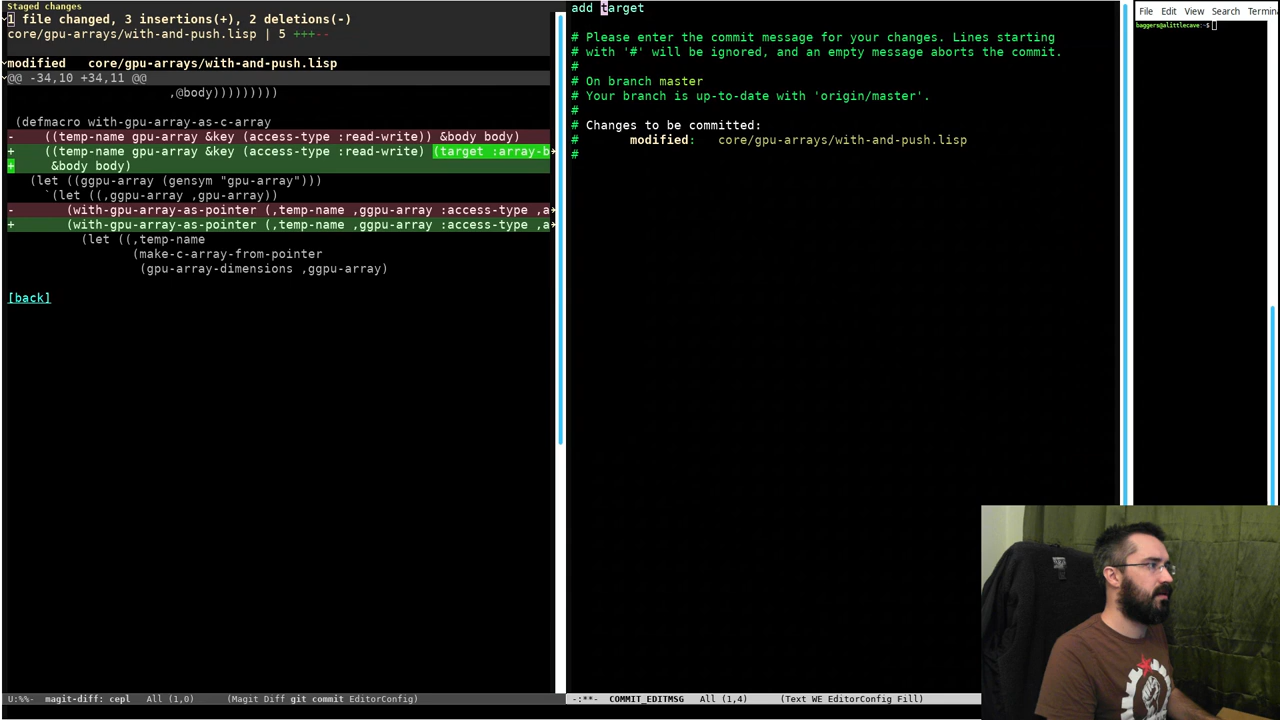 Staged changes
1 file changed, 3 insertions(+), 2 deletions(-)
core/gpu-arrays/with-and-push.lisp | 5 +++--
modified   core/gpu-arrays/with-and-push.lisp
@@ -34,10 +34,11 @@
,@body)))))))))
(defmacro with-gpu-array-as-c-array
-    ((temp-name gpu-array &key (access-type :read-write)) &body body)
+    ((temp-name gpu-array &key (access-type :read-write) (target :array-b
+     &body body)
(let ((ggpu-array (gensym "gpu-array")))
`(let ((,ggpu-array ,gpu-array))
-       (with-gpu-array-as-pointer (,temp-name ,ggpu-array :access-type ,a
+       (with-gpu-array-as-pointer (,temp-name ,ggpu-array :access-type ,a
(let ((,temp-name
(make-c-array-from-pointer
(gpu-array-dimensions ,ggpu-array)
[back]
U:%%-  magit-diff: cepl   All (1,0)      (Magit Diff git commit EditorConfig)
add target
# Please enter the commit message for your changes. Lines starting
# with '#' will be ignored, and an empty message aborts the commit.
#
# On branch master
# Your branch is up-to-date with 'origin/master'.
#
# Changes to be committed:
#       modified:   core/gpu-arrays/with-and-push.lisp
#
-:**-  COMMIT_EDITMSG   All (1,4)      (Text WE EditorConfig Fill)
File Edit View Search Termin
baggers@alittlecave:~$